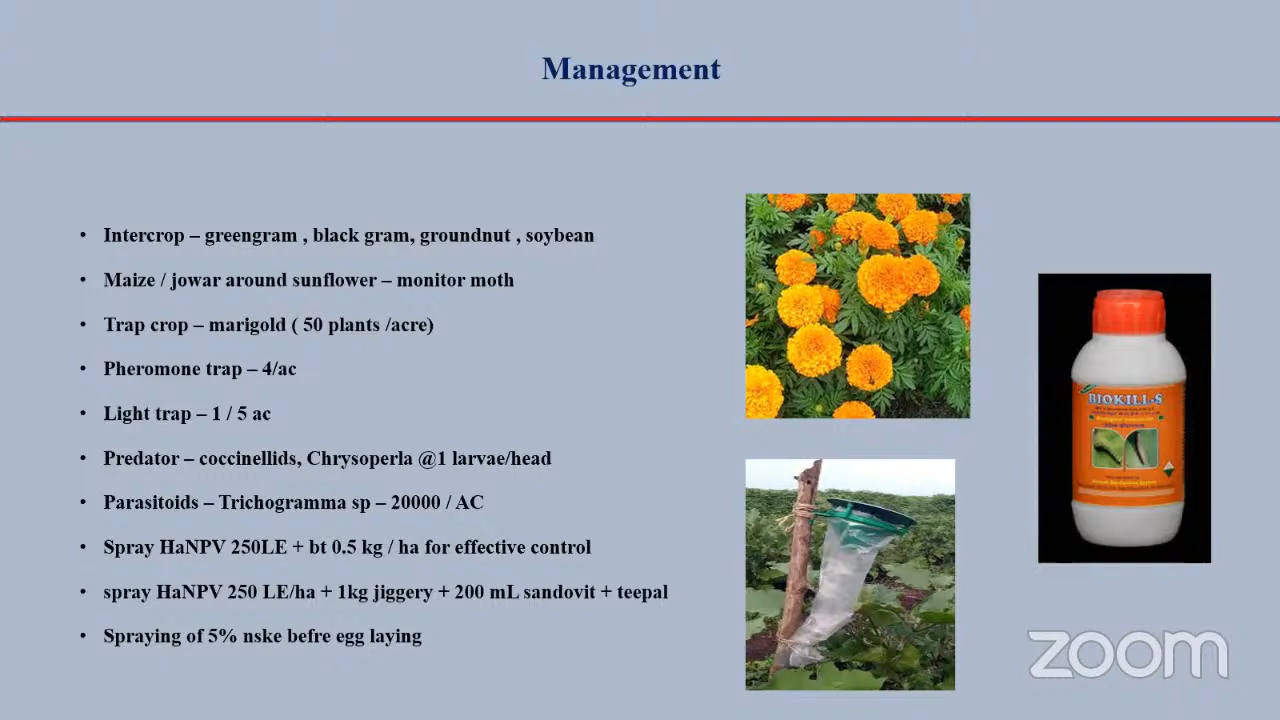 Management
• Intercrop – greengram , black gram, groundnut , soybean
• Maize / jowar around sunflower – monitor moth
• Trap crop – marigold ( 50 plants /acre)
• Pheromone trap – 4/ac
• Light trap – 1 / 5 ac
• Predator – coccinellids, Chrysoperla @1 larvae/head
• Parasitoids – Trichogramma sp – 20000 / AC
• Spray HaNPV 250LE + bt 0.5 kg / ha for effective control
• spray HaNPV 250 LE/ha + 1kg jiggery + 200 mL sandovit + teepal
• Spraying of 5% nske befre egg laying
BIOKILL-S
zoom